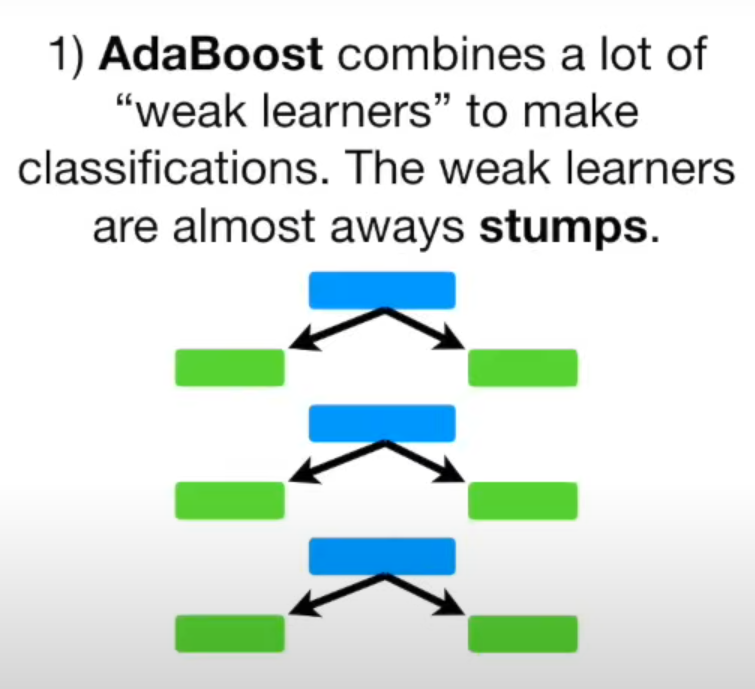 1) AdaBoost combines a lot of
“weak learners” to make
classifications. The weak learners
are almost aways stumps.